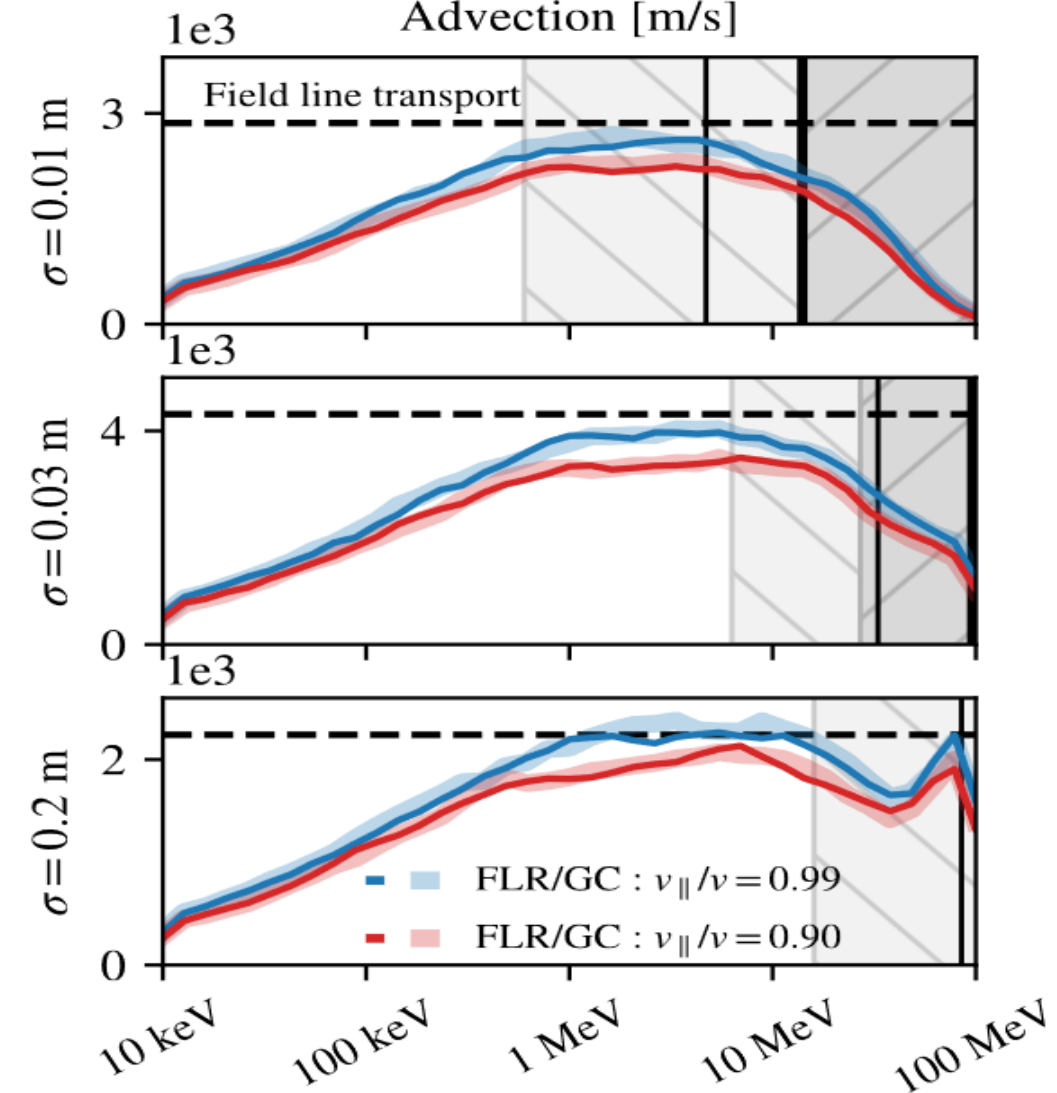 Advection [m/s]
1e3
Field line transport
3
0
σ=0.01 m
1e3
4
0
σ=0.03 m
1e3
2
0
σ=0.2 m
FLR/GC : v∥/v=0.99
FLR/GC : v∥/v=0.90
10 keV
100 keV
1 MeV
10 MeV
100 MeV